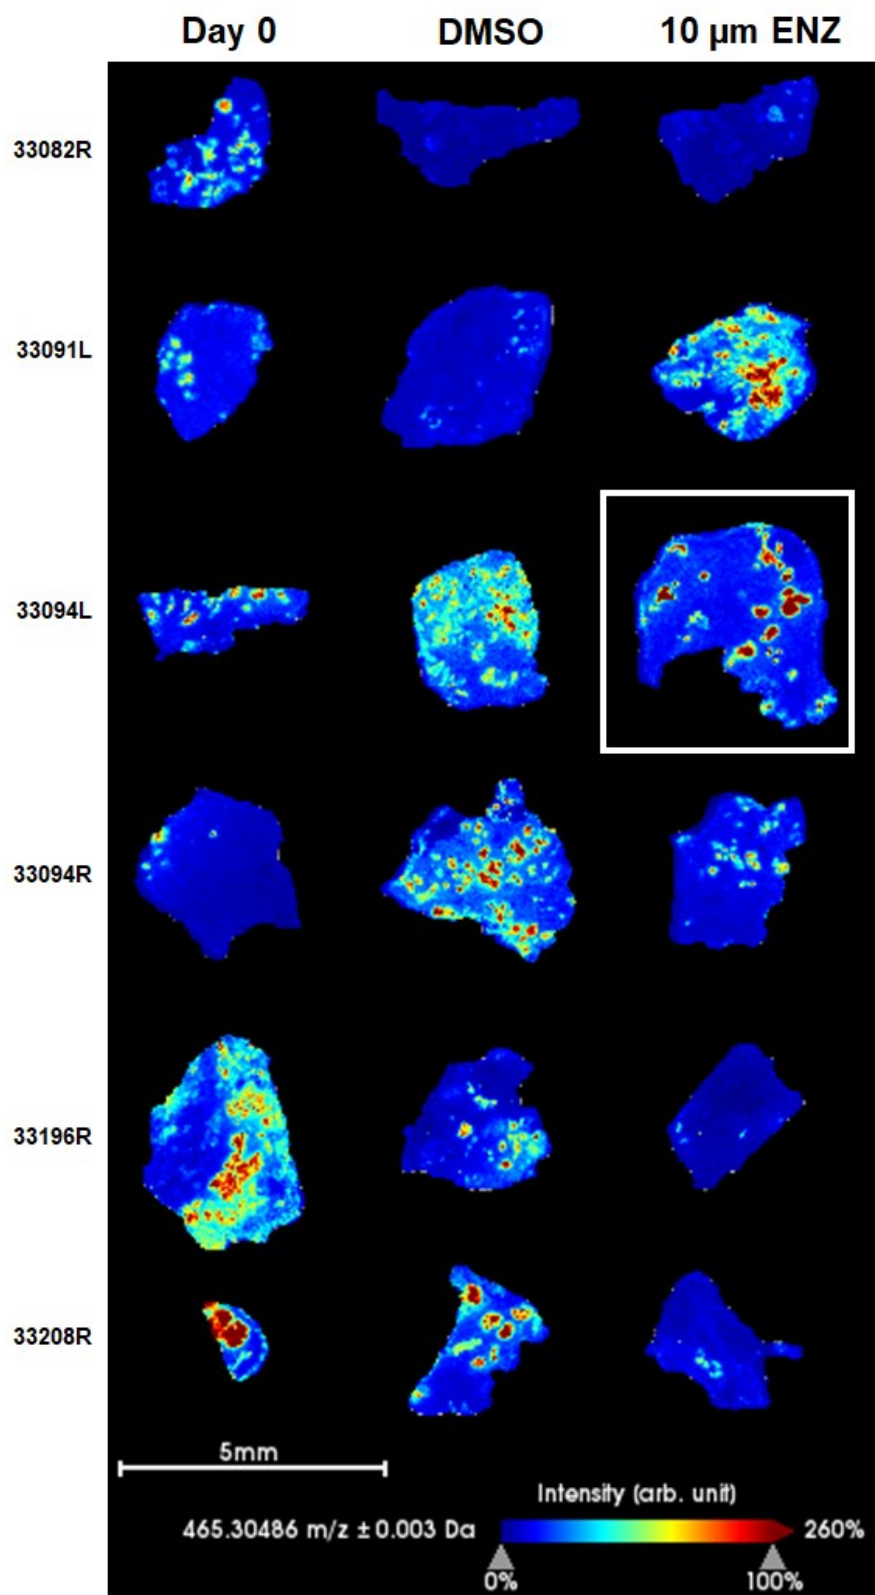 Day 0 DMSO 10 µm ENZ
33082R
33091L
33094L
33094R
33196R
33208R
5mm
Intensity (arb. unit)
465.30486 m/z ± 0.003 Da 260%
0% 100%